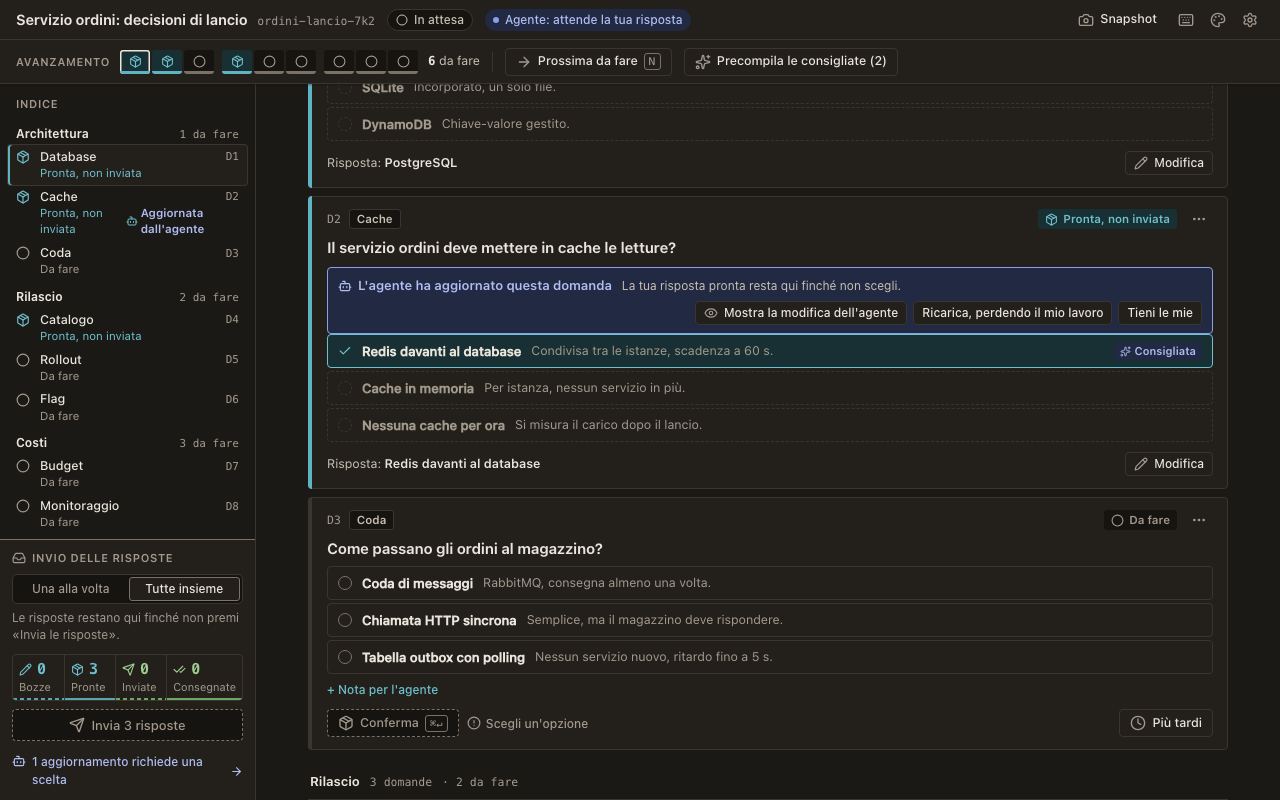 Servizio ordini: decisioni di lancio ordini-lancio-7k2 In attesa Agente: attende la tua risposta Snapshot
AVANZAMENTO 6 da fare Prossima da fare N Precompila le consigliate (2)
INDICE
Architettura 1 da fare
Database D1
Pronta, non inviata
Cache D2
Pronta, non inviata
Aggiornata dall'agente
Coda D3
Da fare
Rilascio 2 da fare
Catalogo D4
Pronta, non inviata
Rollout D5
Da fare
Flag D6
Da fare
Costi 3 da fare
Budget D7
Da fare
Monitoraggio D8
Da fare
INVIO DELLE RISPOSTE
Una alla volta Tutte insieme
Le risposte restano qui finché non premi
«Invia le risposte».
0 3 0 0
Bozze Pronte Inviate Consegnate
Invia 3 risposte
1 aggiornamento richiede una
scelta
SQLite Incorporato, un solo file.
DynamoDB Chiave-valore gestito.
Risposta: PostgreSQL Modifica
D2 Cache Pronta, non inviata
Il servizio ordini deve mettere in cache le letture?
L'agente ha aggiornato questa domanda La tua risposta pronta resta qui finché non scegli.
Mostra la modifica dell'agente Ricarica, perdendo il mio lavoro Tieni le mie
Redis davanti al database Condivisa tra le istanze, scadenza a 60 s. Consigliata
Cache in memoria Per istanza, nessun servizio in più.
Nessuna cache per ora Si misura il carico dopo il lancio.
Risposta: Redis davanti al database Modifica
D3 Coda Da fare
Come passano gli ordini al magazzino?
Coda di messaggi RabbitMQ, consegna almeno una volta.
Chiamata HTTP sincrona Semplice, ma il magazzino deve rispondere.
Tabella outbox con polling Nessun servizio nuovo, ritardo fino a 5 s.
+ Nota per l'agente
Conferma ⌘↵ Scegli un'opzione Più tardi
Rilascio 3 domande · 2 da fare